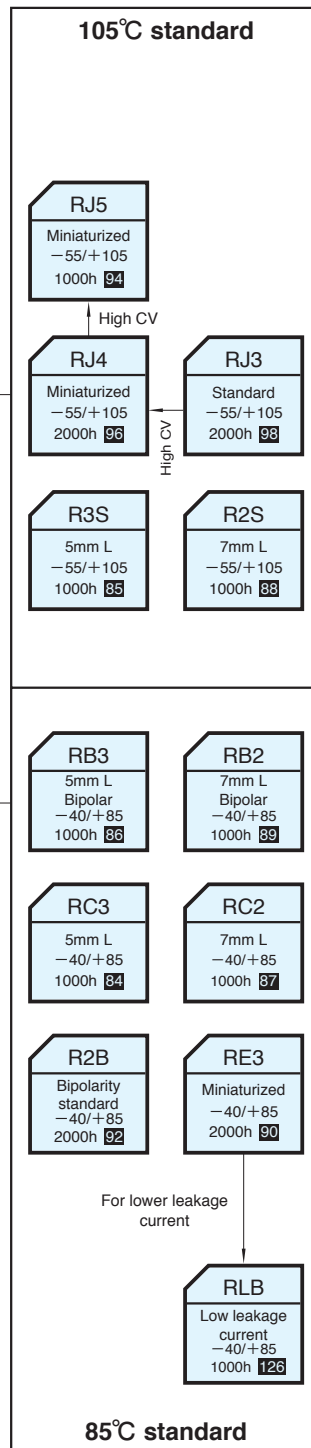 105℃ standard
RJ5
Miniaturized
－55/＋105
1000h 94
High CV
RJ4
Miniaturized
－55/＋105
2000h 96
High CV
RJ3
Standard
－55/＋105
2000h 98
R3S
5mm L
－55/＋105
1000h 85
R2S
7mm L
－55/＋105
1000h 88
RB3
5mm L
Bipolar
－40/＋85
1000h 86
RB2
7mm L
Bipolar
－40/＋85
1000h 89
RC3
5mm L
－40/＋85
1000h 84
RC2
7mm L
－40/＋85
1000h 87
R2B
Bipolarity
standard
－40/＋85
2000h 92
RE3
Miniaturized
－40/＋85
2000h 90
For lower leakage
current
RLB
Low leakage
current
－40/＋85
1000h 126
85℃ standard